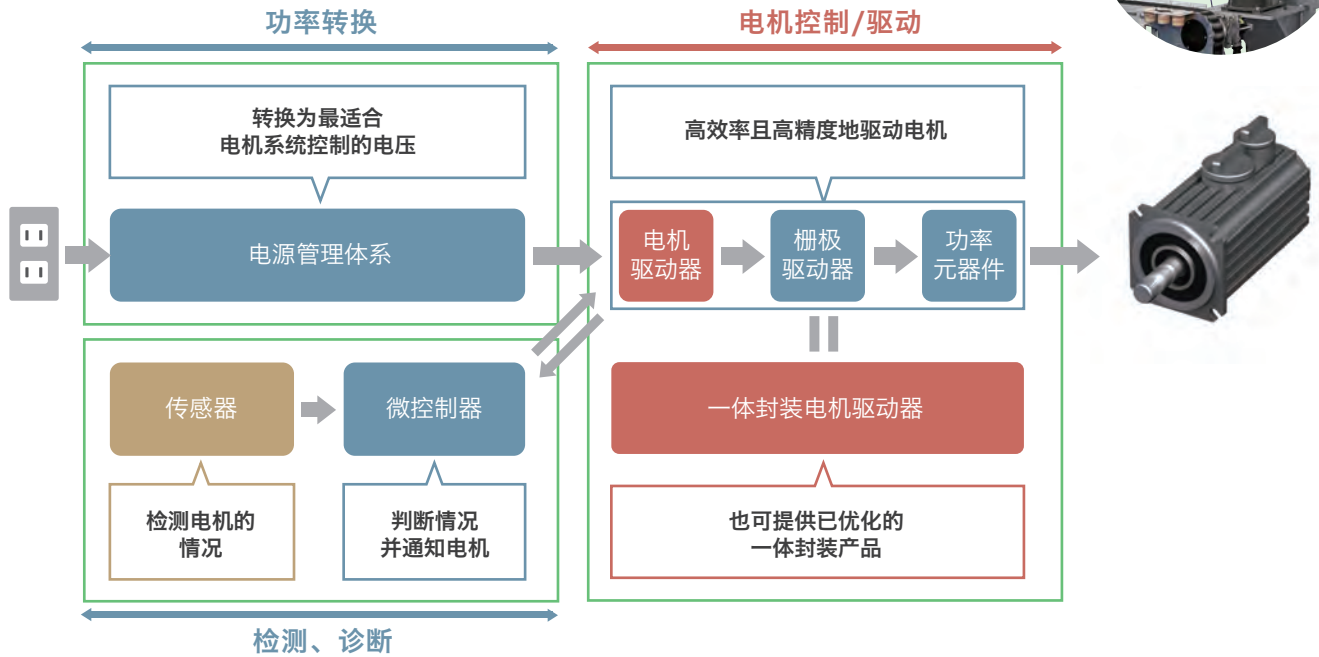 功率转换
电机控制/驱动
转换为最适合
电机系统控制的电压
高效率且高精度地驱动电机
电源管理体系
电机
驱动器
栅极
驱动器
功率
元器件
传感器
微控制器
一体封装电机驱动器
检测电机的
情况
判断情况
并通知电机
也可提供已优化的
一体封装产品
检测、诊断